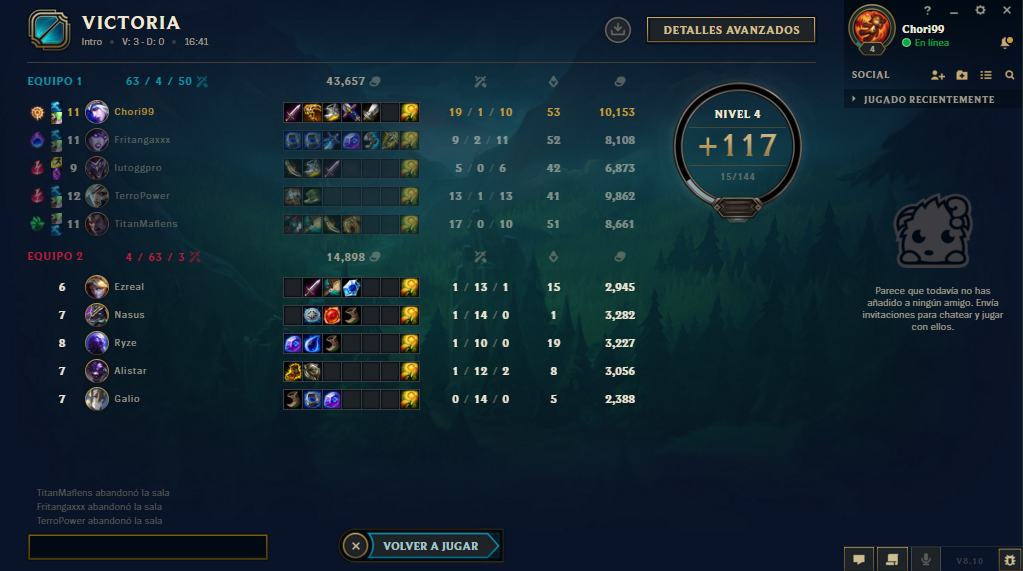 VICTORIA
Intro • V: 3 - D: 0 • 16:41
DETALLES AVANZADOS
?
Chori99
En línea
4
SOCIAL
JUGADO RECIENTEMENTE
EQUIPO 1 63 / 4 / 50 43,657
11 Chori99 19 / 1 / 10 53 10,153
11 Fritangaxxx 9 / 2 / 11 52 8,108
9 lutoggpro 5 / 0 / 6 42 6,873
12 TerroPower 13 / 1 / 13 41 9,862
11 TitanMaflens 17 / 0 / 10 51 8,661
NIVEL 4
+117
15/144
EQUIPO 2 4 / 63 / 3 14,898
6 Ezreal 1 / 13 / 1 15 2,945
7 Nasus 1 / 14 / 0 1 3,282
8 Ryze 1 / 10 / 0 19 3,227
7 Alistar 1 / 12 / 2 8 3,056
7 Galio 0 / 14 / 0 5 2,388
Parece que todavía no has
añadido a ningún amigo. Envía
invitaciones para chatear y jugar
con ellos.
TitanMaflens abandonó la sala
Fritangaxxx abandonó la sala
TerroPower abandonó la sala
VOLVER A JUGAR
V8.10